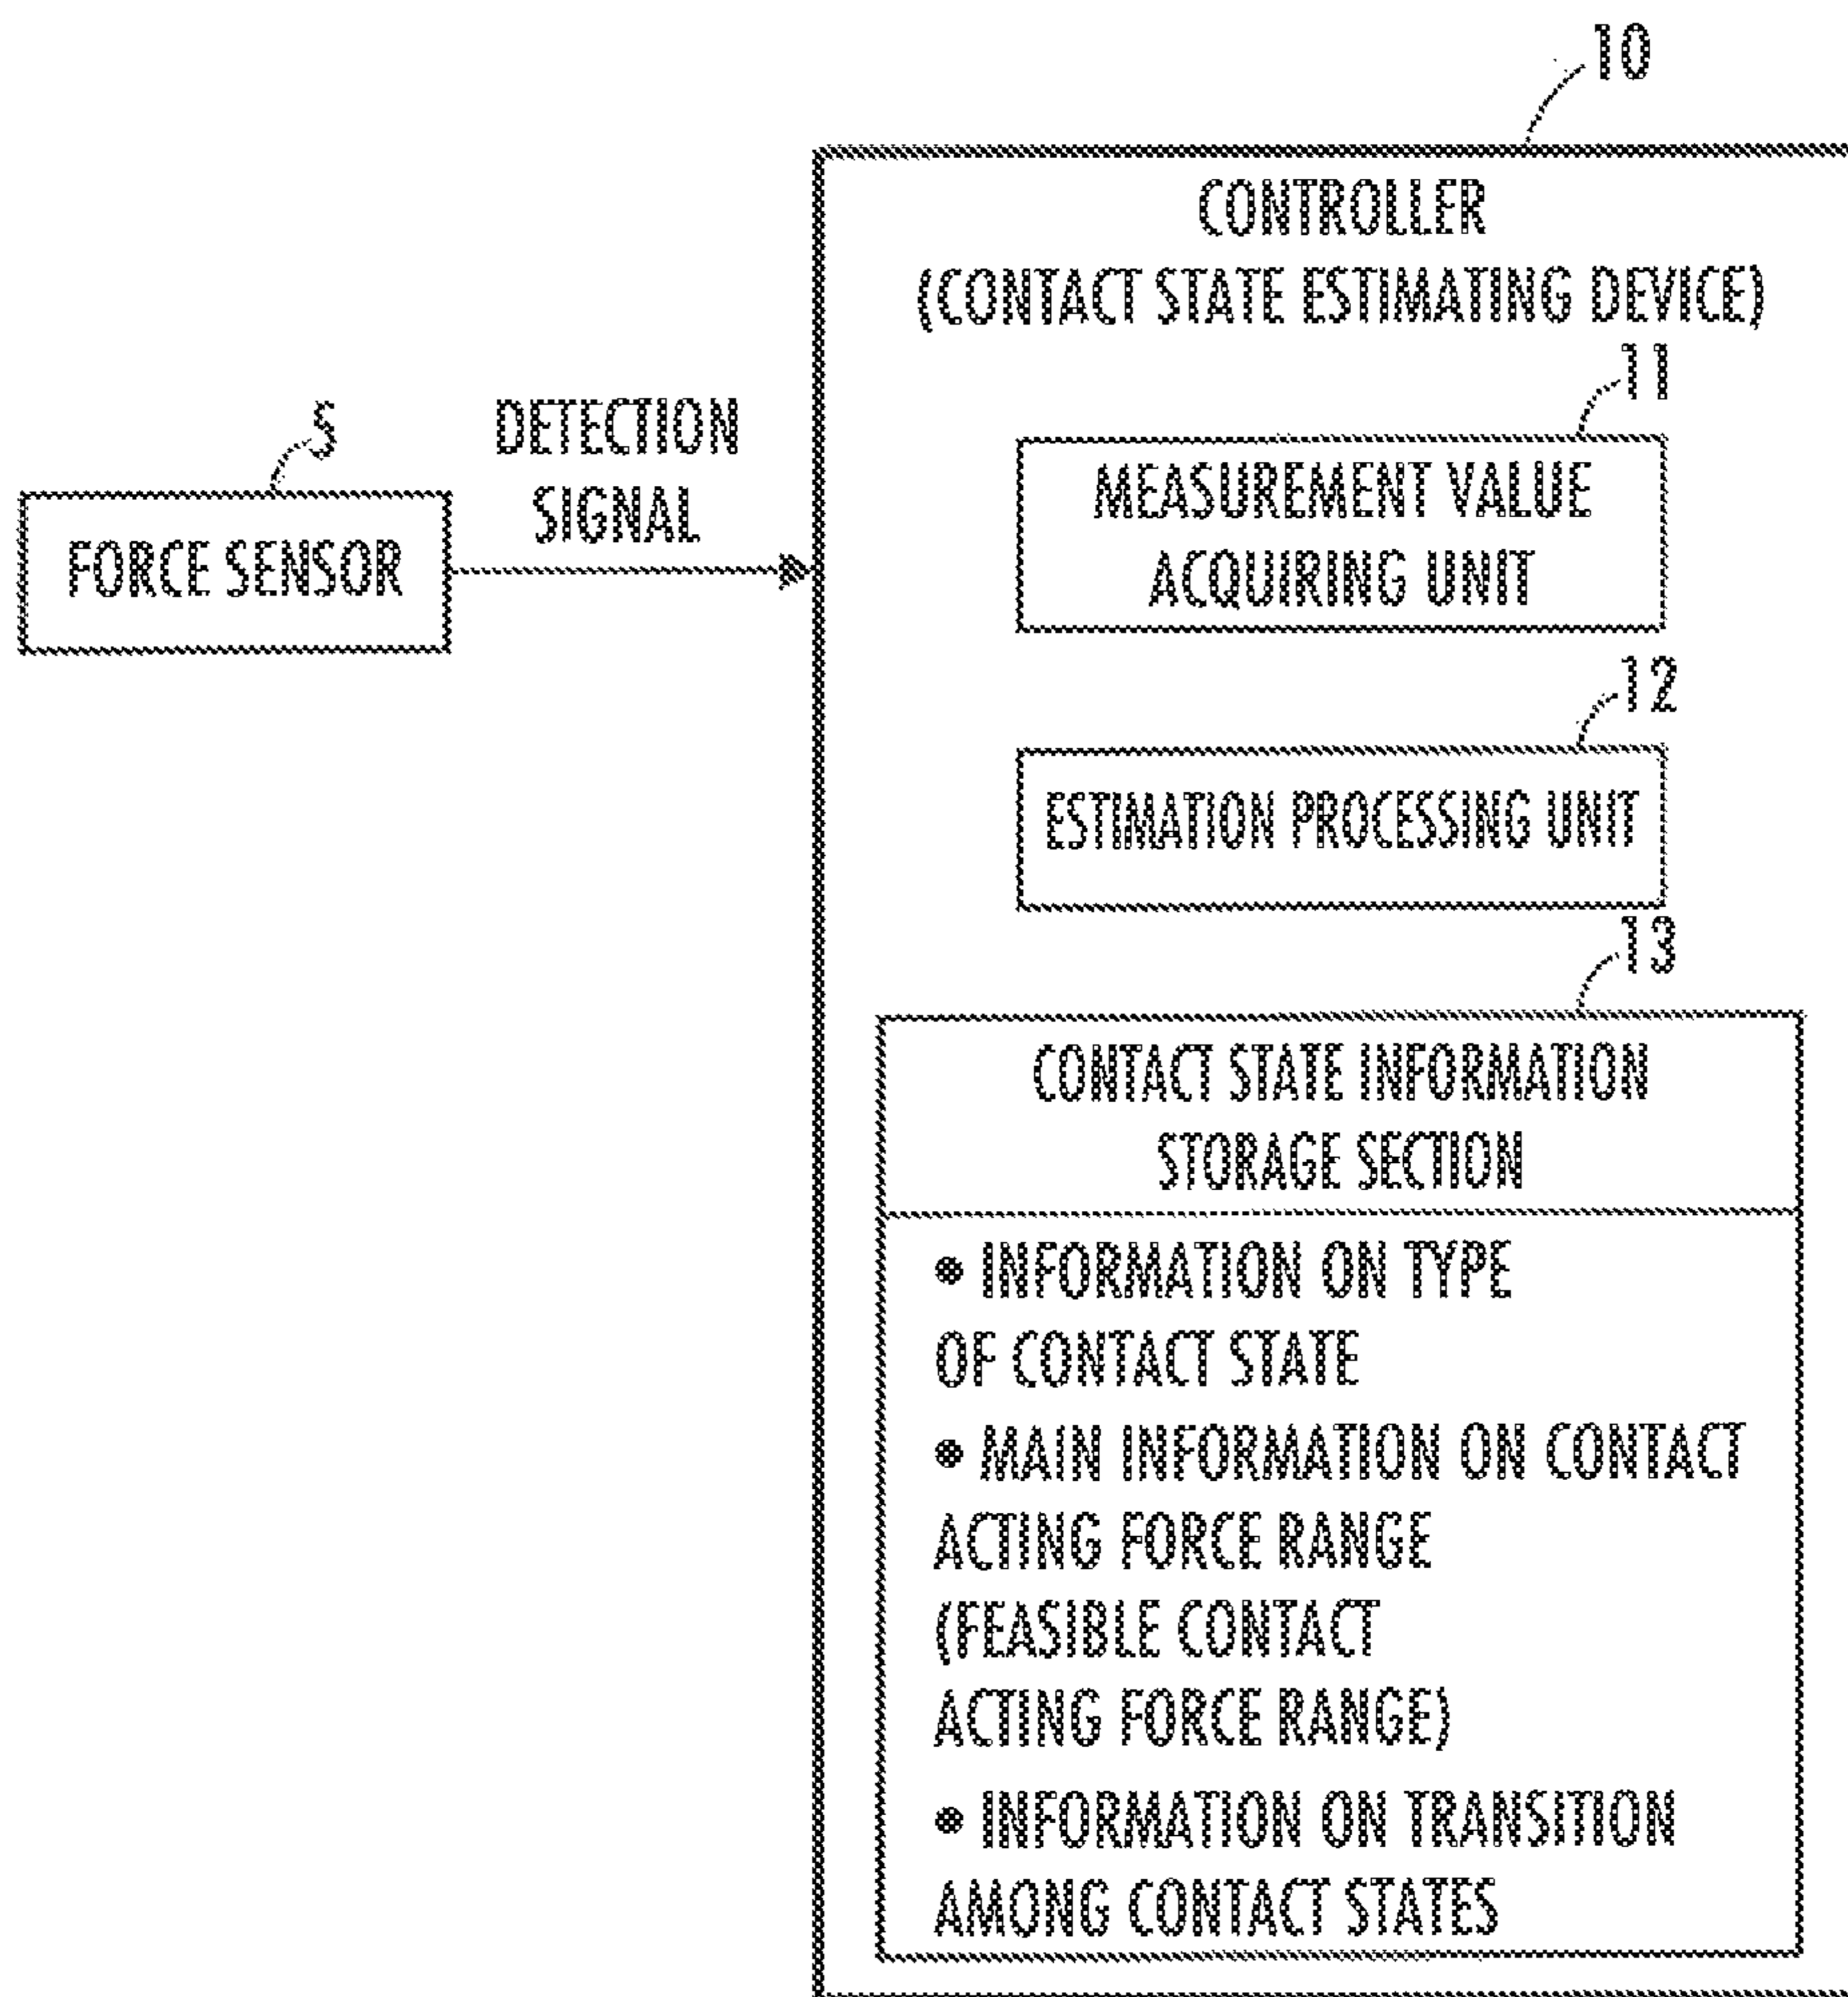 10
CONTROLLER
(CONTACT STATE ESTIMATING DEVICE)
11
DETECTION
SIGNAL
FORCE SENSOR
MEASUREMENT VALUE
ACQUIRING UNIT
12
ESTIMATION PROCESSING UNIT
13
CONTACT STATE INFORMATION
STORAGE SECTION
• INFORMATION ON TYPE
OF CONTACT STATE
• MAIN INFORMATION ON CONTACT
ACTING FORCE RANGE
(FEASIBLE CONTACT
ACTING FORCE RANGE)
• INFORMATION ON TRANSITION
AMONG CONTACT STATES